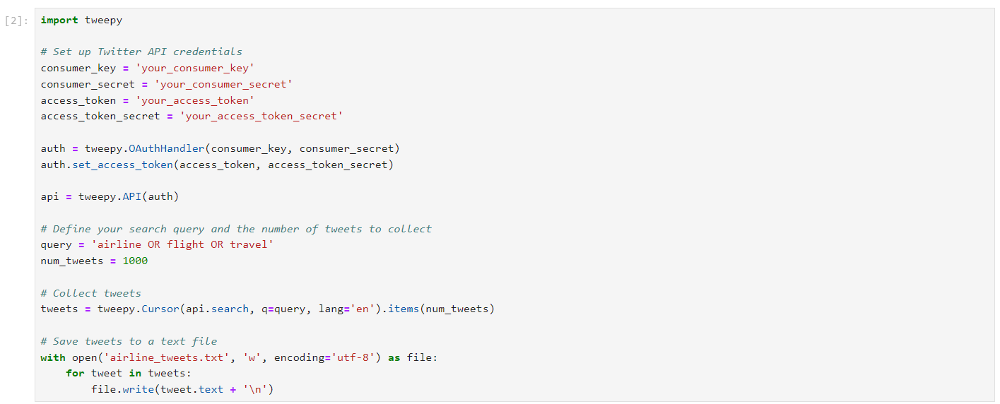 [2]: import tweepy
# Set up Twitter API credentials
consumer_key = 'your_consumer_key'
consumer_secret = 'your_consumer_secret'
access_token = 'your_access_token'
access_token_secret = 'your_access_token_secret'
auth = tweepy.OAuthHandler(consumer_key, consumer_secret)
auth.set_access_token(access_token, access_token_secret)
api = tweepy.API(auth)
# Define your search query and the number of tweets to collect
query = 'airline OR flight OR travel'
num_tweets = 1000
# Collect tweets
tweets = tweepy.Cursor(api.search, q=query, lang='en').items(num_tweets)
# Save tweets to a text file
with open('airline_tweets.txt', 'w', encoding='utf-8') as file:
    for tweet in tweets:
        file.write(tweet.text + '\n')